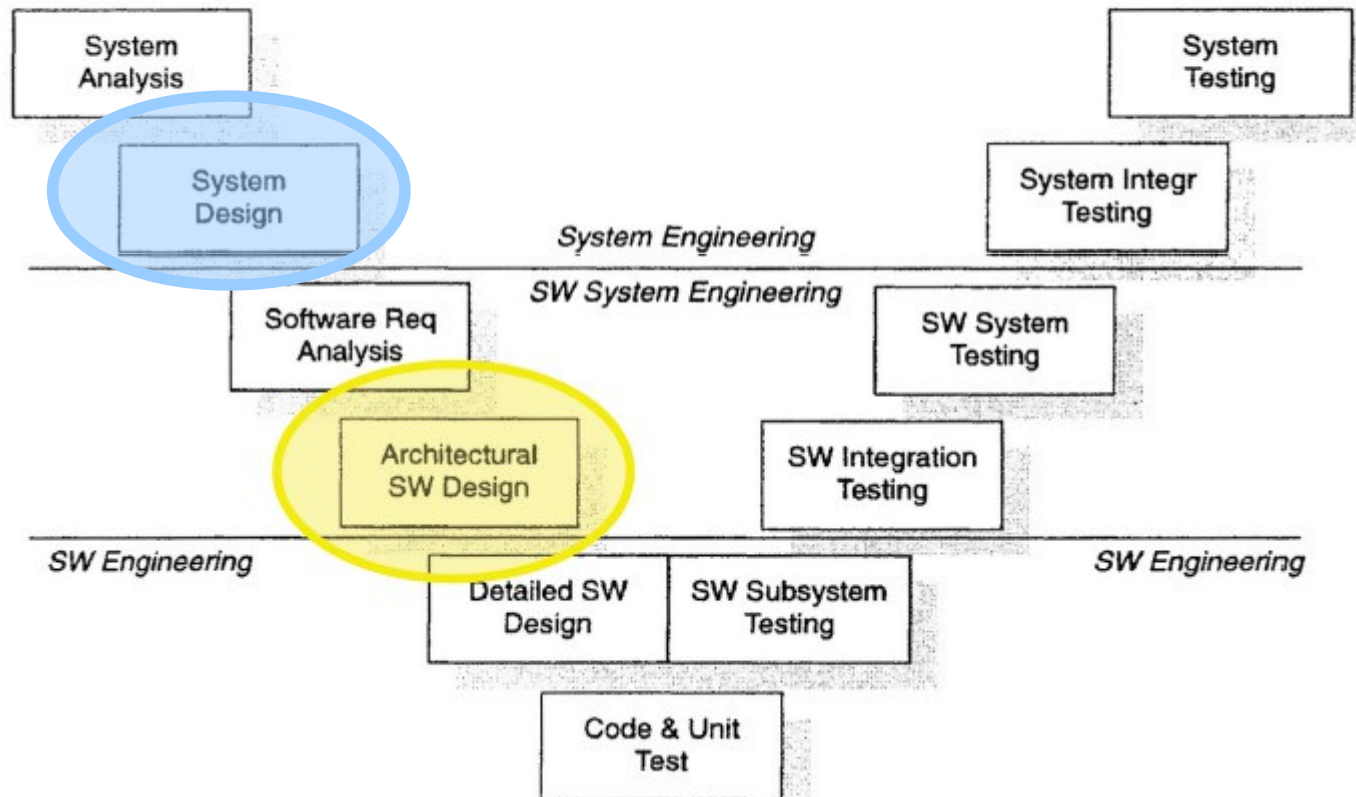 System
Analysis
System
Testing
System
Design
System Integr
Testing
System Engineering
SW System Engineering
Software Req
Analysis
SW System
Testing
Architectural
SW Design
SW Integration
Testing
SW Engineering
SW Engineering
Detailed SW
Design
SW Subsystem
Testing
Code & Unit
Test